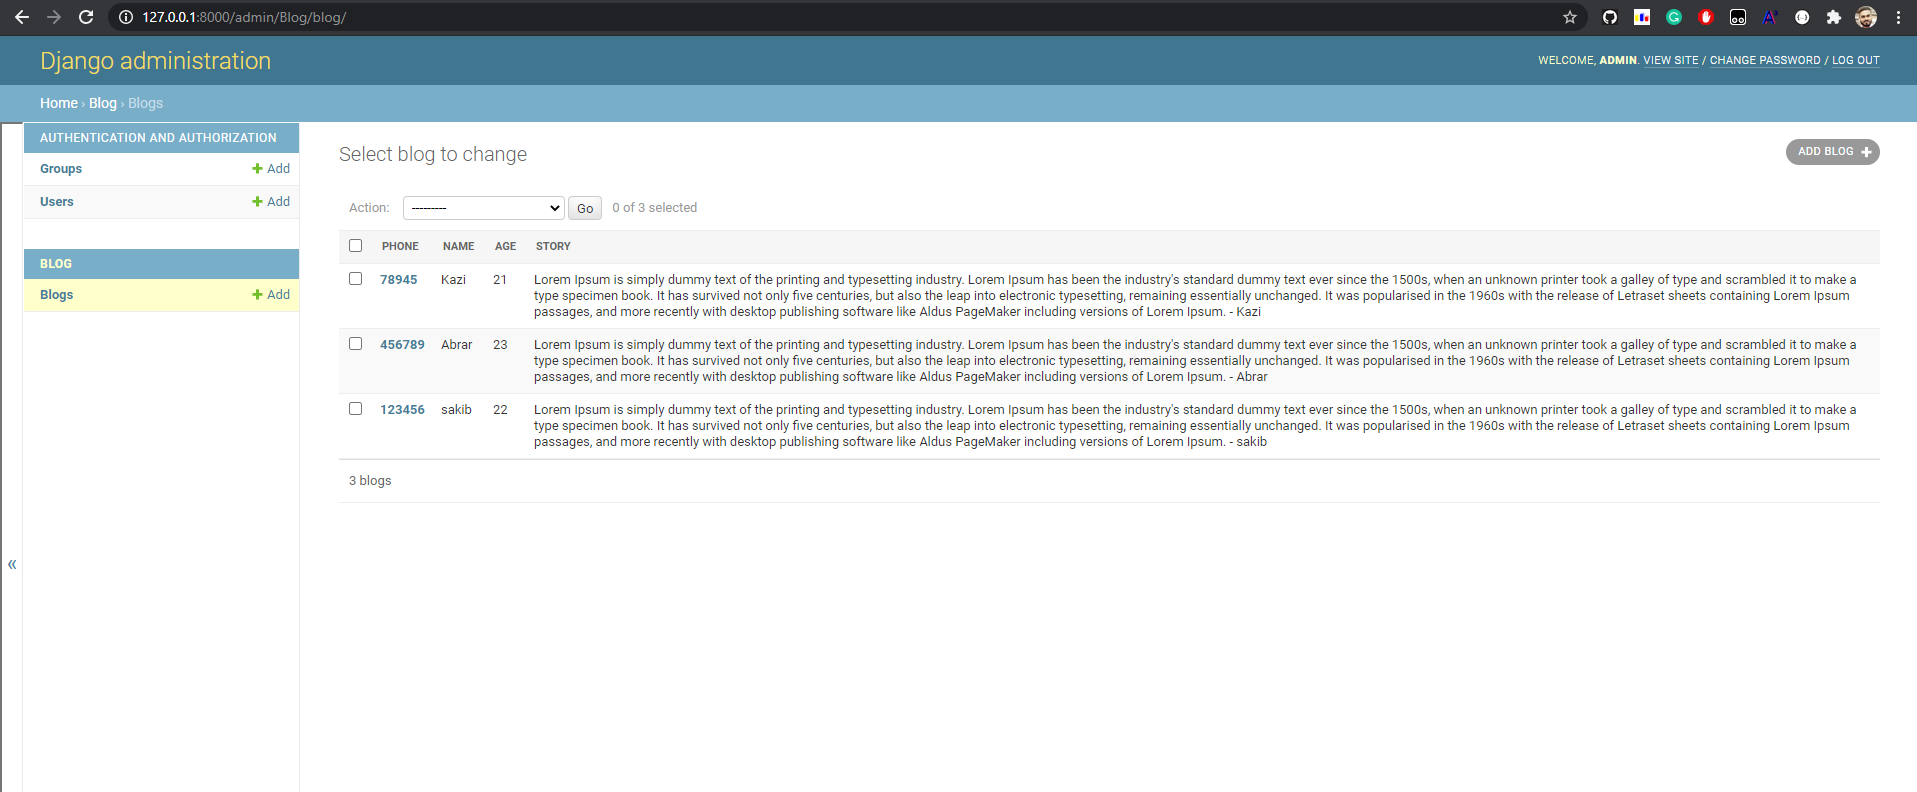 127.0.0.1:8000/admin/Blog/blog/
Django administration
WELCOME, ADMIN. VIEW SITE / CHANGE PASSWORD / LOG OUT
Home › Blog › Blogs
AUTHENTICATION AND AUTHORIZATION
Groups + Add
Users + Add
BLOG
Blogs + Add
«
Select blog to change
ADD BLOG +
Action: --------- Go 0 of 3 selected
PHONE NAME AGE STORY
78945 Kazi 21 Lorem Ipsum is simply dummy text of the printing and typesetting industry. Lorem Ipsum has been the industry's standard dummy text ever since the 1500s, when an unknown printer took a galley of type and scrambled it to make a
type specimen book. It has survived not only five centuries, but also the leap into electronic typesetting, remaining essentially unchanged. It was popularised in the 1960s with the release of Letraset sheets containing Lorem Ipsum
passages, and more recently with desktop publishing software like Aldus PageMaker including versions of Lorem Ipsum. - Kazi
456789 Abrar 23 Lorem Ipsum is simply dummy text of the printing and typesetting industry. Lorem Ipsum has been the industry's standard dummy text ever since the 1500s, when an unknown printer took a galley of type and scrambled it to make a
type specimen book. It has survived not only five centuries, but also the leap into electronic typesetting, remaining essentially unchanged. It was popularised in the 1960s with the release of Letraset sheets containing Lorem Ipsum
passages, and more recently with desktop publishing software like Aldus PageMaker including versions of Lorem Ipsum. - Abrar
123456 sakib 22 Lorem Ipsum is simply dummy text of the printing and typesetting industry. Lorem Ipsum has been the industry's standard dummy text ever since the 1500s, when an unknown printer took a galley of type and scrambled it to make a
type specimen book. It has survived not only five centuries, but also the leap into electronic typesetting, remaining essentially unchanged. It was popularised in the 1960s with the release of Letraset sheets containing Lorem Ipsum
passages, and more recently with desktop publishing software like Aldus PageMaker including versions of Lorem Ipsum. - sakib
3 blogs